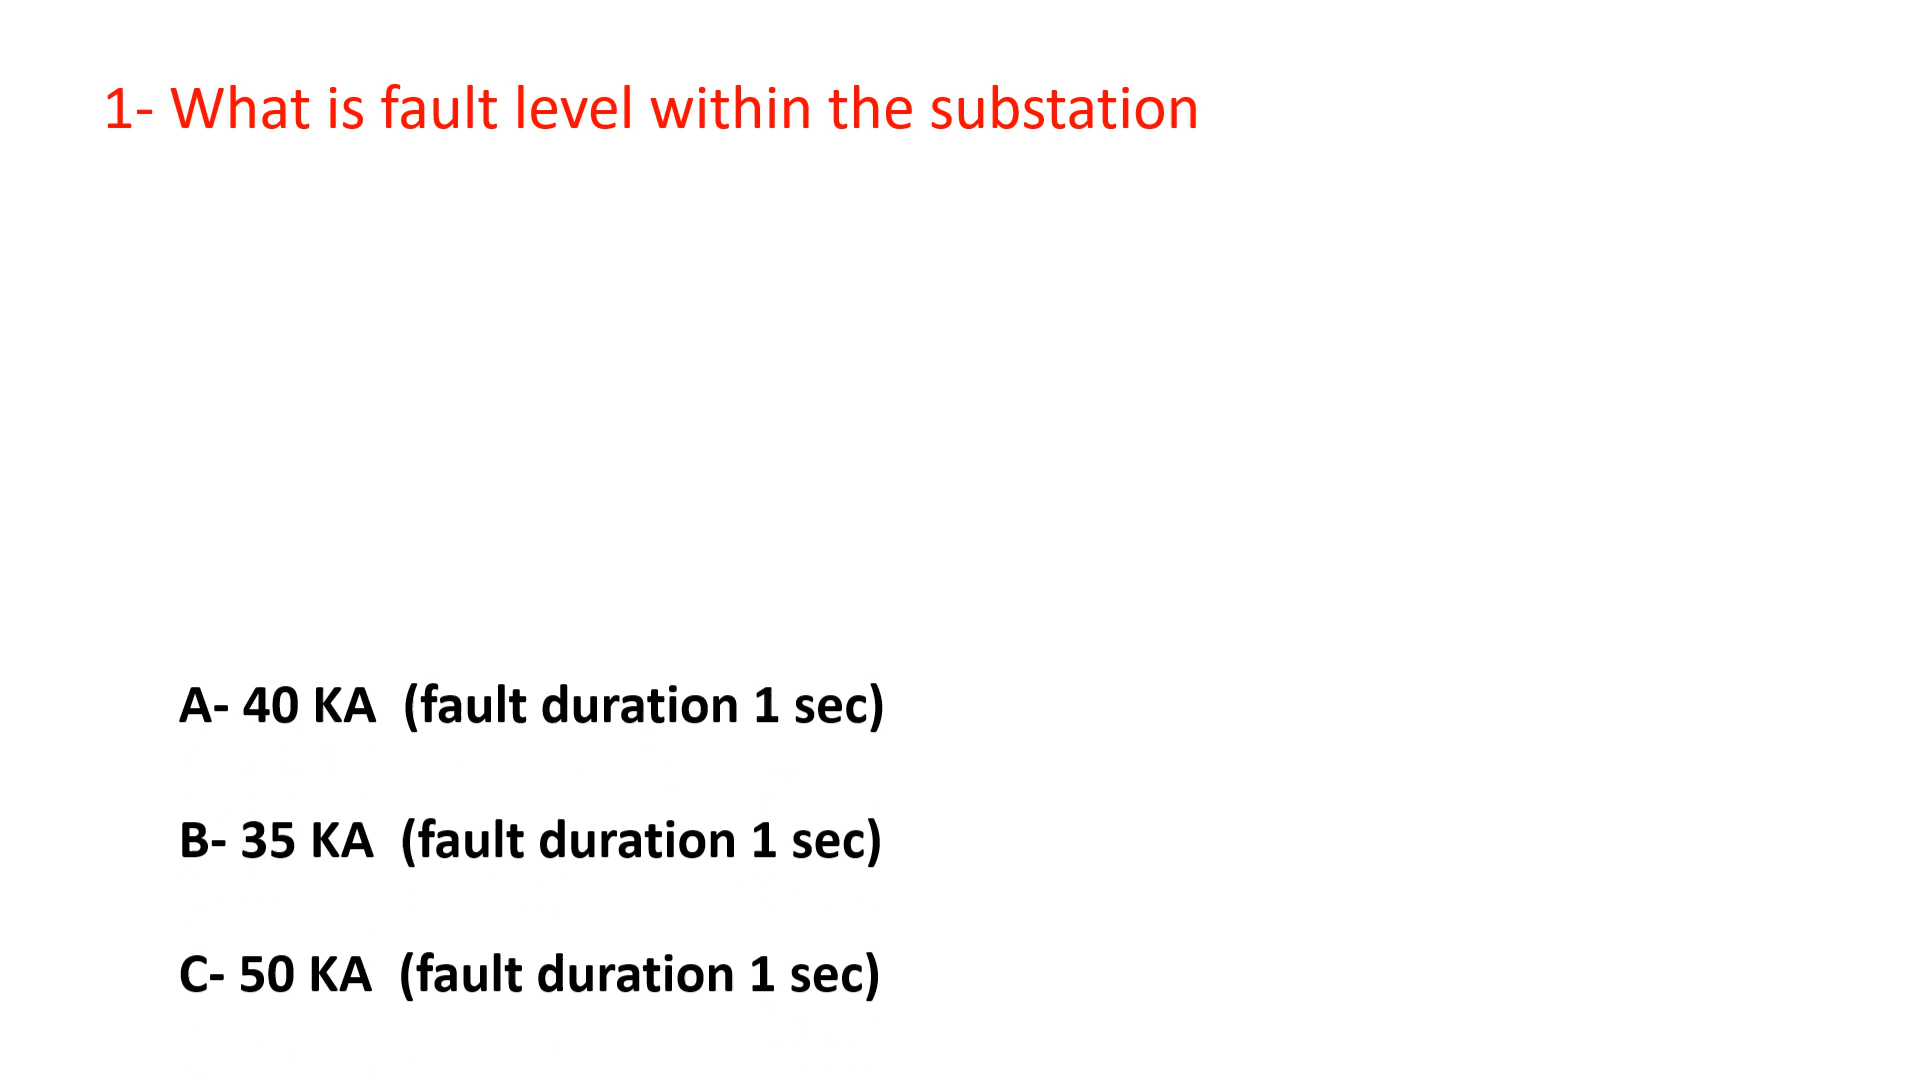 1- What is fault level within the substation
A- 40 KA  (fault duration 1 sec)
B- 35 KA  (fault duration 1 sec)
C- 50 KA  (fault duration 1 sec)